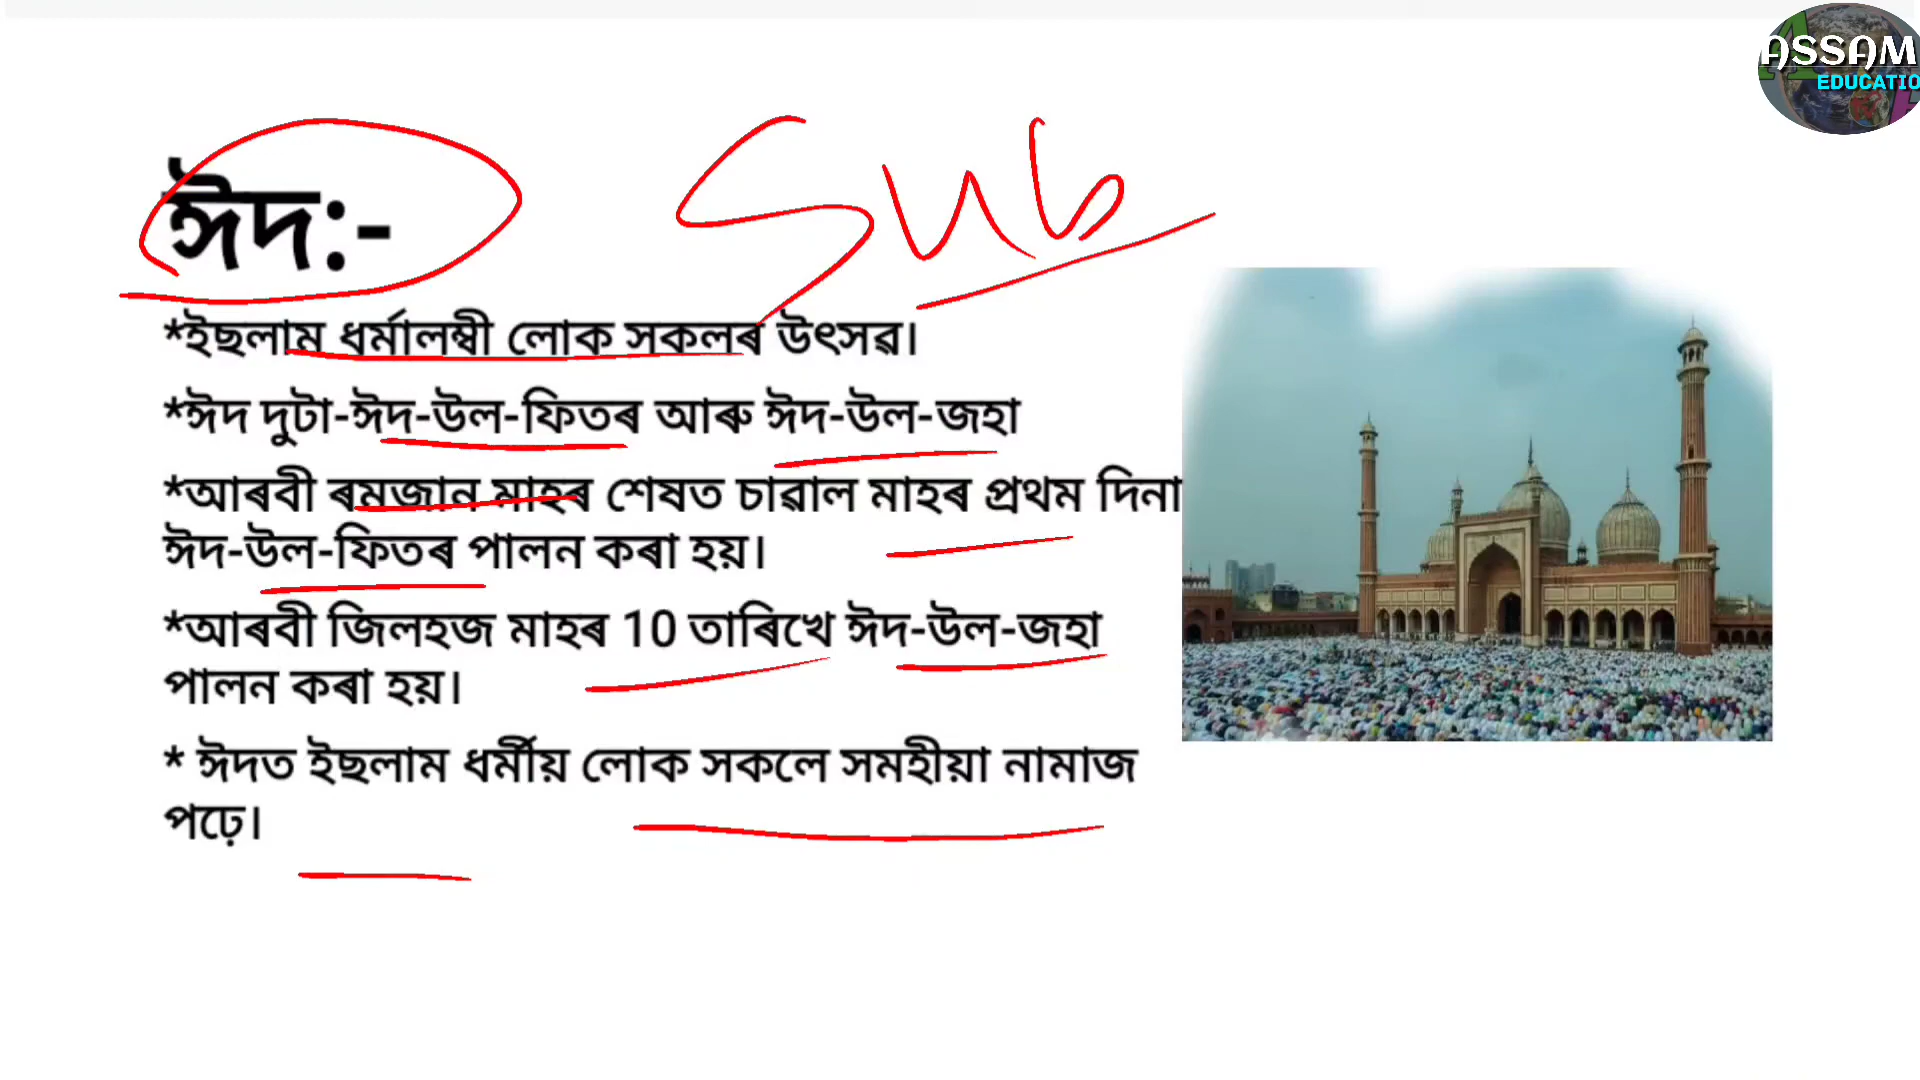 ASSAM
EDUCATIO
Sub
ঈদ:-
*ইছলাম ধৰ্মালম্বী লোক সকলৰ উৎসৱ।
*ঈদ দুটা-ঈদ-উল-ফিতৰ আৰু ঈদ-উল-জহা
*আৰবী ৰমজান মাহৰ শেষত চাৱাল মাহৰ প্ৰথম দিনা
ঈদ-উল-ফিতৰ পালন কৰা হয়।
*আৰবী জিলহজ মাহৰ 10 তাৰিখে ঈদ-উল-জহা
পালন কৰা হয়।
* ঈদত ইছলাম ধৰ্মীয় লোক সকলে সমহীয়া নামাজ
পঢ়ে।